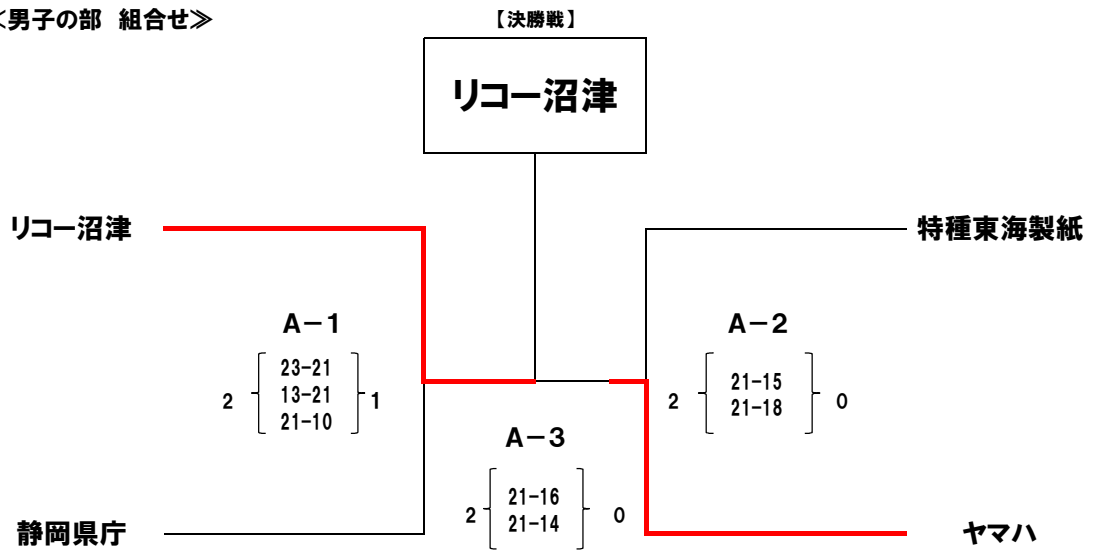 ≪男子の部 組合せ≫
【決勝戦】
リコー沼津
リコー沼津
特種東海製紙
A－1
A－2
23-21
13-21
21-10
2
1
21-15
21-18
2
0
A－3
21-16
21-14
2
0
静岡県庁
ヤマハ